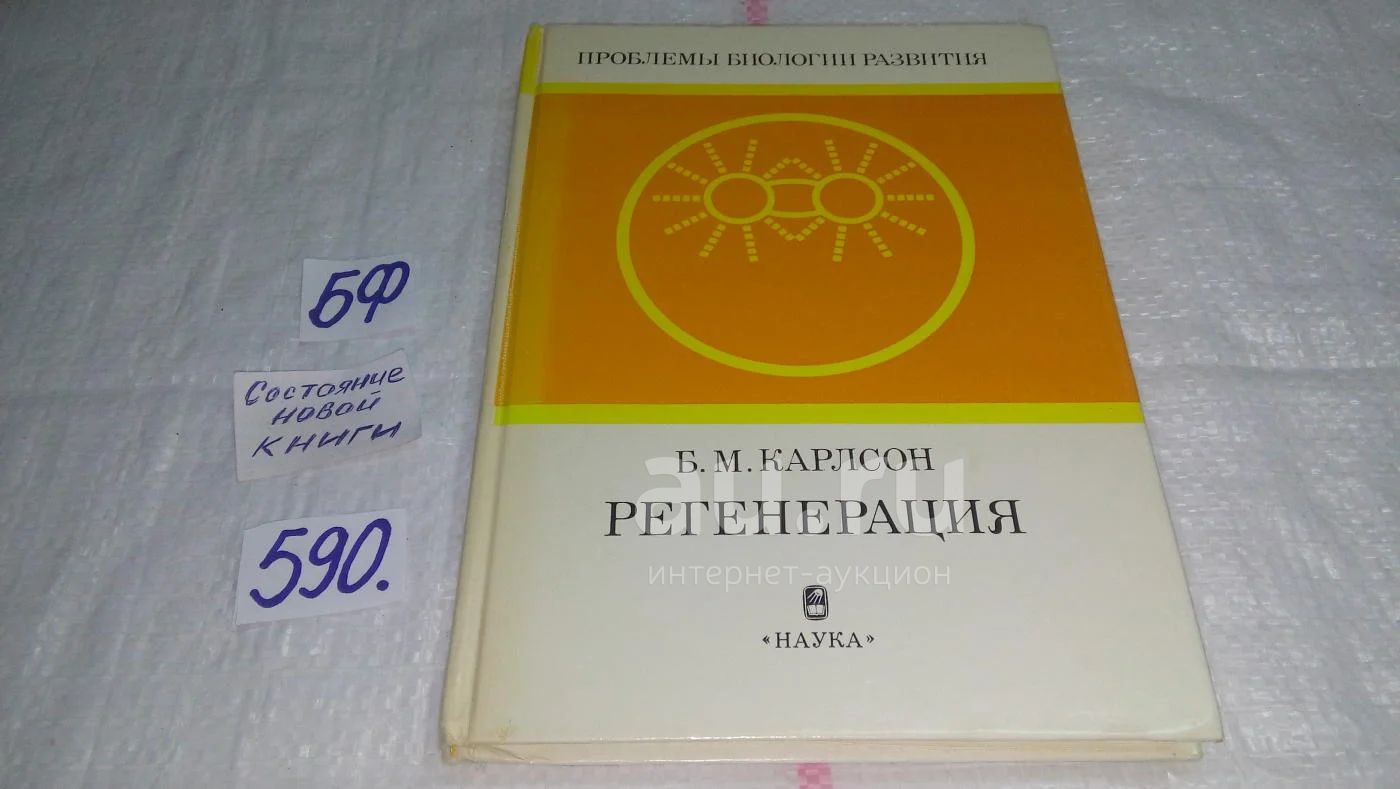 ПРОБЛЕМЫ БИОЛОГИИ РАЗВИТИЯ
БФ
Состояние
новой
книги
590.
Б. М. КАРЛСОН
РЕГЕНЕРАЦИЯ
au.ru
интернет-аукцион
«НАУКА»